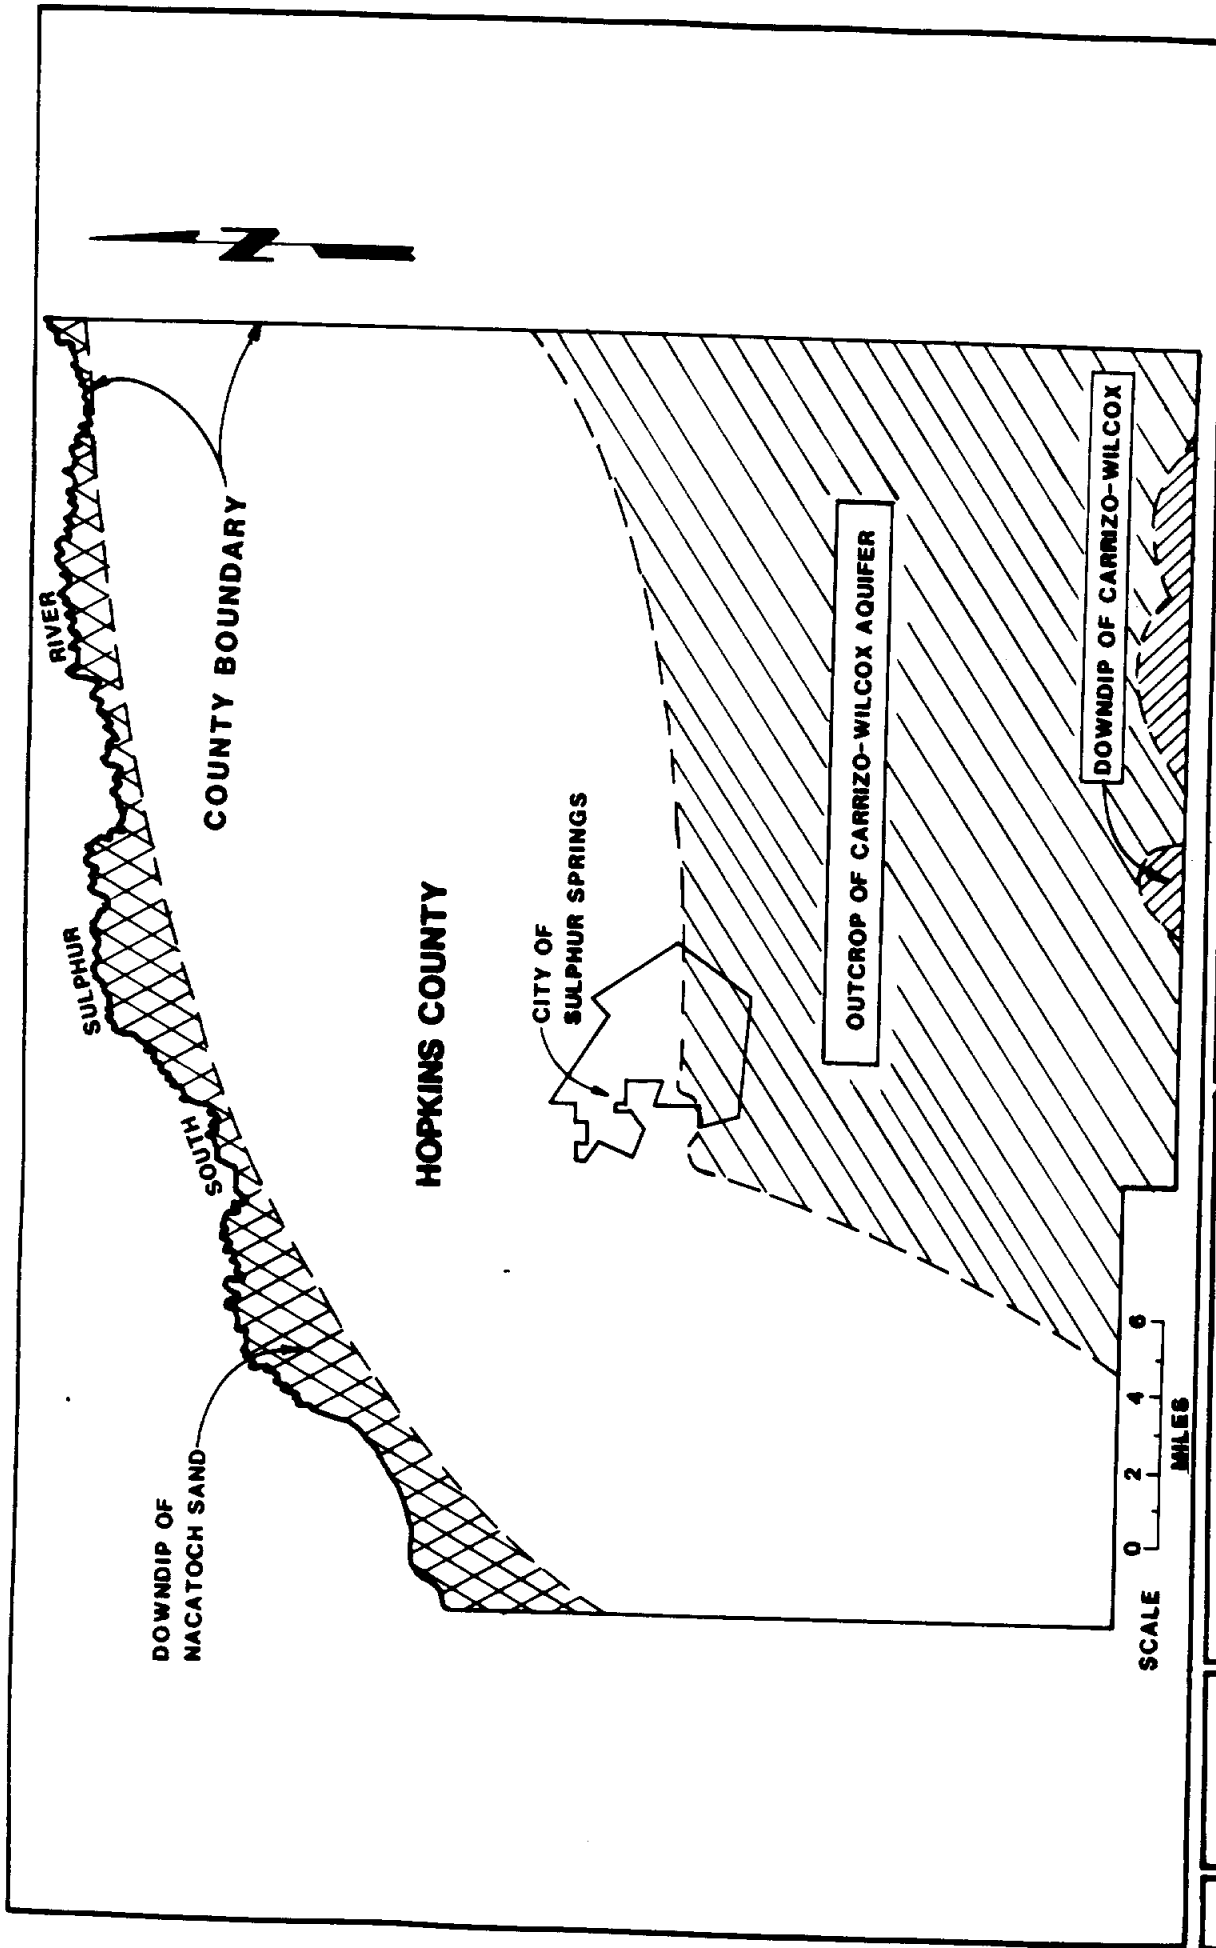 SOUTH
SULPHUR
RIVER
DOWNDIP OF
NACATOCH SAND
COUNTY BOUNDARY
N
HOPKINS COUNTY
CITY OF
SULPHUR SPRINGS
OUTCROP OF CARRIZO-WILCOX AQUIFER
DOWNDIP OF CARRIZO-WILCOX
SCALE
0 2 4 6
MILES